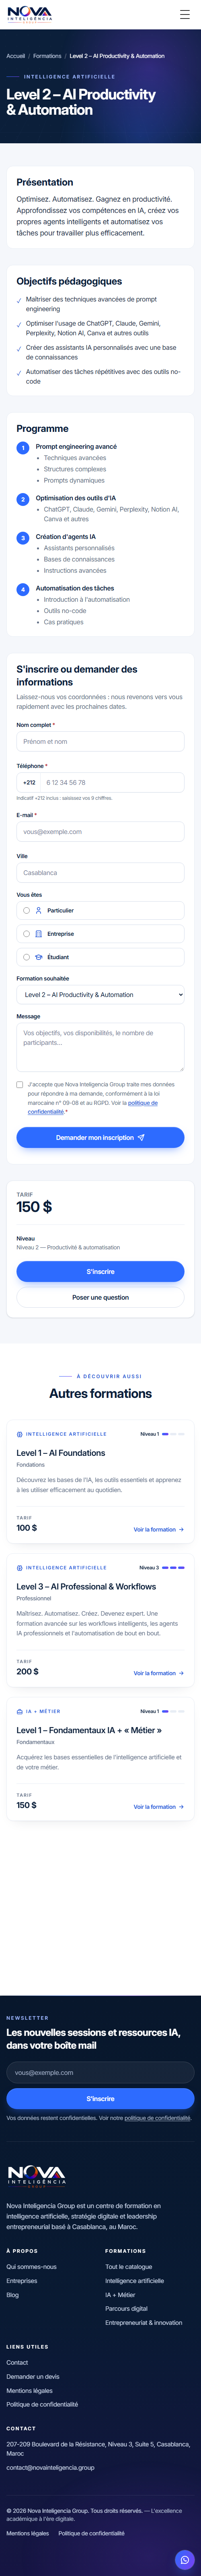 NOVA
INTELIGENCIA
GROUP
Accueil / Formations / Level 2 – AI Productivity & Automation
INTELLIGENCE ARTIFICIELLE
Level 2 – AI Productivity
& Automation
Présentation
Optimisez. Automatisez. Gagnez en productivité.
Approfondissez vos compétences en IA, créez vos
propres agents intelligents et automatisez vos
tâches pour travailler plus efficacement.
Objectifs pédagogiques
✓ Maîtriser des techniques avancées de prompt
engineering
✓ Optimiser l'usage de ChatGPT, Claude, Gemini,
Perplexity, Notion AI, Canva et autres outils
✓ Créer des assistants IA personnalisés avec une base
de connaissances
✓ Automatiser des tâches répétitives avec des outils no-
code
Programme
1 Prompt engineering avancé
• Techniques avancées
• Structures complexes
• Prompts dynamiques
2 Optimisation des outils d'IA
• ChatGPT, Claude, Gemini, Perplexity, Notion AI,
Canva et autres
3 Création d'agents IA
• Assistants personnalisés
• Bases de connaissances
• Instructions avancées
4 Automatisation des tâches
• Introduction à l'automatisation
• Outils no-code
• Cas pratiques
S'inscrire ou demander des
informations
Laissez-nous vos coordonnées : nous revenons vers vous
rapidement avec les prochaines dates.
Nom complet *
Prénom et nom
Téléphone *
+212 6 12 34 56 78
Indicatif +212 inclus : saisissez vos 9 chiffres.
E-mail *
vous@exemple.com
Ville
Casablanca
Vous êtes
Particulier
Entreprise
Étudiant
Formation souhaitée
Level 2 – AI Productivity & Automation
Message
Vos objectifs, vos disponibilités, le nombre de
participants…
J'accepte que Nova Inteligencia Group traite mes données
pour répondre à ma demande, conformément à la loi
marocaine n° 09-08 et au RGPD. Voir la politique de
confidentialité.*
Demander mon inscription
TARIF
150 $
Niveau
Niveau 2 — Productivité & automatisation
S'inscrire
Poser une question
À DÉCOUVRIR AUSSI
Autres formations
INTELLIGENCE ARTIFICIELLE Niveau 1
Level 1 – AI Foundations
Fondations
Découvrez les bases de l'IA, les outils essentiels et apprenez
à les utiliser efficacement au quotidien.
TARIF
100 $ Voir la formation →
INTELLIGENCE ARTIFICIELLE Niveau 3
Level 3 – AI Professional & Workflows
Professionnel
Maîtrisez. Automatisez. Créez. Devenez expert. Une
formation avancée sur les workflows intelligents, les agents
IA professionnels et l'automatisation de bout en bout.
TARIF
200 $ Voir la formation →
IA + MÉTIER Niveau 1
Level 1 – Fondamentaux IA + « Métier »
Fondamentaux
Acquérez les bases essentielles de l'intelligence artificielle et
de votre métier.
TARIF
150 $ Voir la formation →
NEWSLETTER
Les nouvelles sessions et ressources IA,
dans votre boîte mail
vous@exemple.com
S'inscrire
Vos données restent confidentielles. Voir notre politique de confidentialité.
NOVA
INTELIGENCIA
GROUP
Nova Inteligencia Group est un centre de formation en
intelligence artificielle, stratégie digitale et leadership
entrepreneurial basé à Casablanca, au Maroc.
À PROPOS
Qui sommes-nous
Entreprises
Blog
FORMATIONS
Tout le catalogue
Intelligence artificielle
IA + Métier
Parcours digital
Entrepreneuriat & innovation
LIENS UTILES
Contact
Demander un devis
Mentions légales
Politique de confidentialité
CONTACT
207-209 Boulevard de la Résistance, Niveau 3, Suite 5, Casablanca,
Maroc
contact@novainteligencia.group
© 2026 Nova Inteligencia Group. Tous droits réservés. — L'excellence
académique à l'ère digitale.
Mentions légales Politique de confidentialité